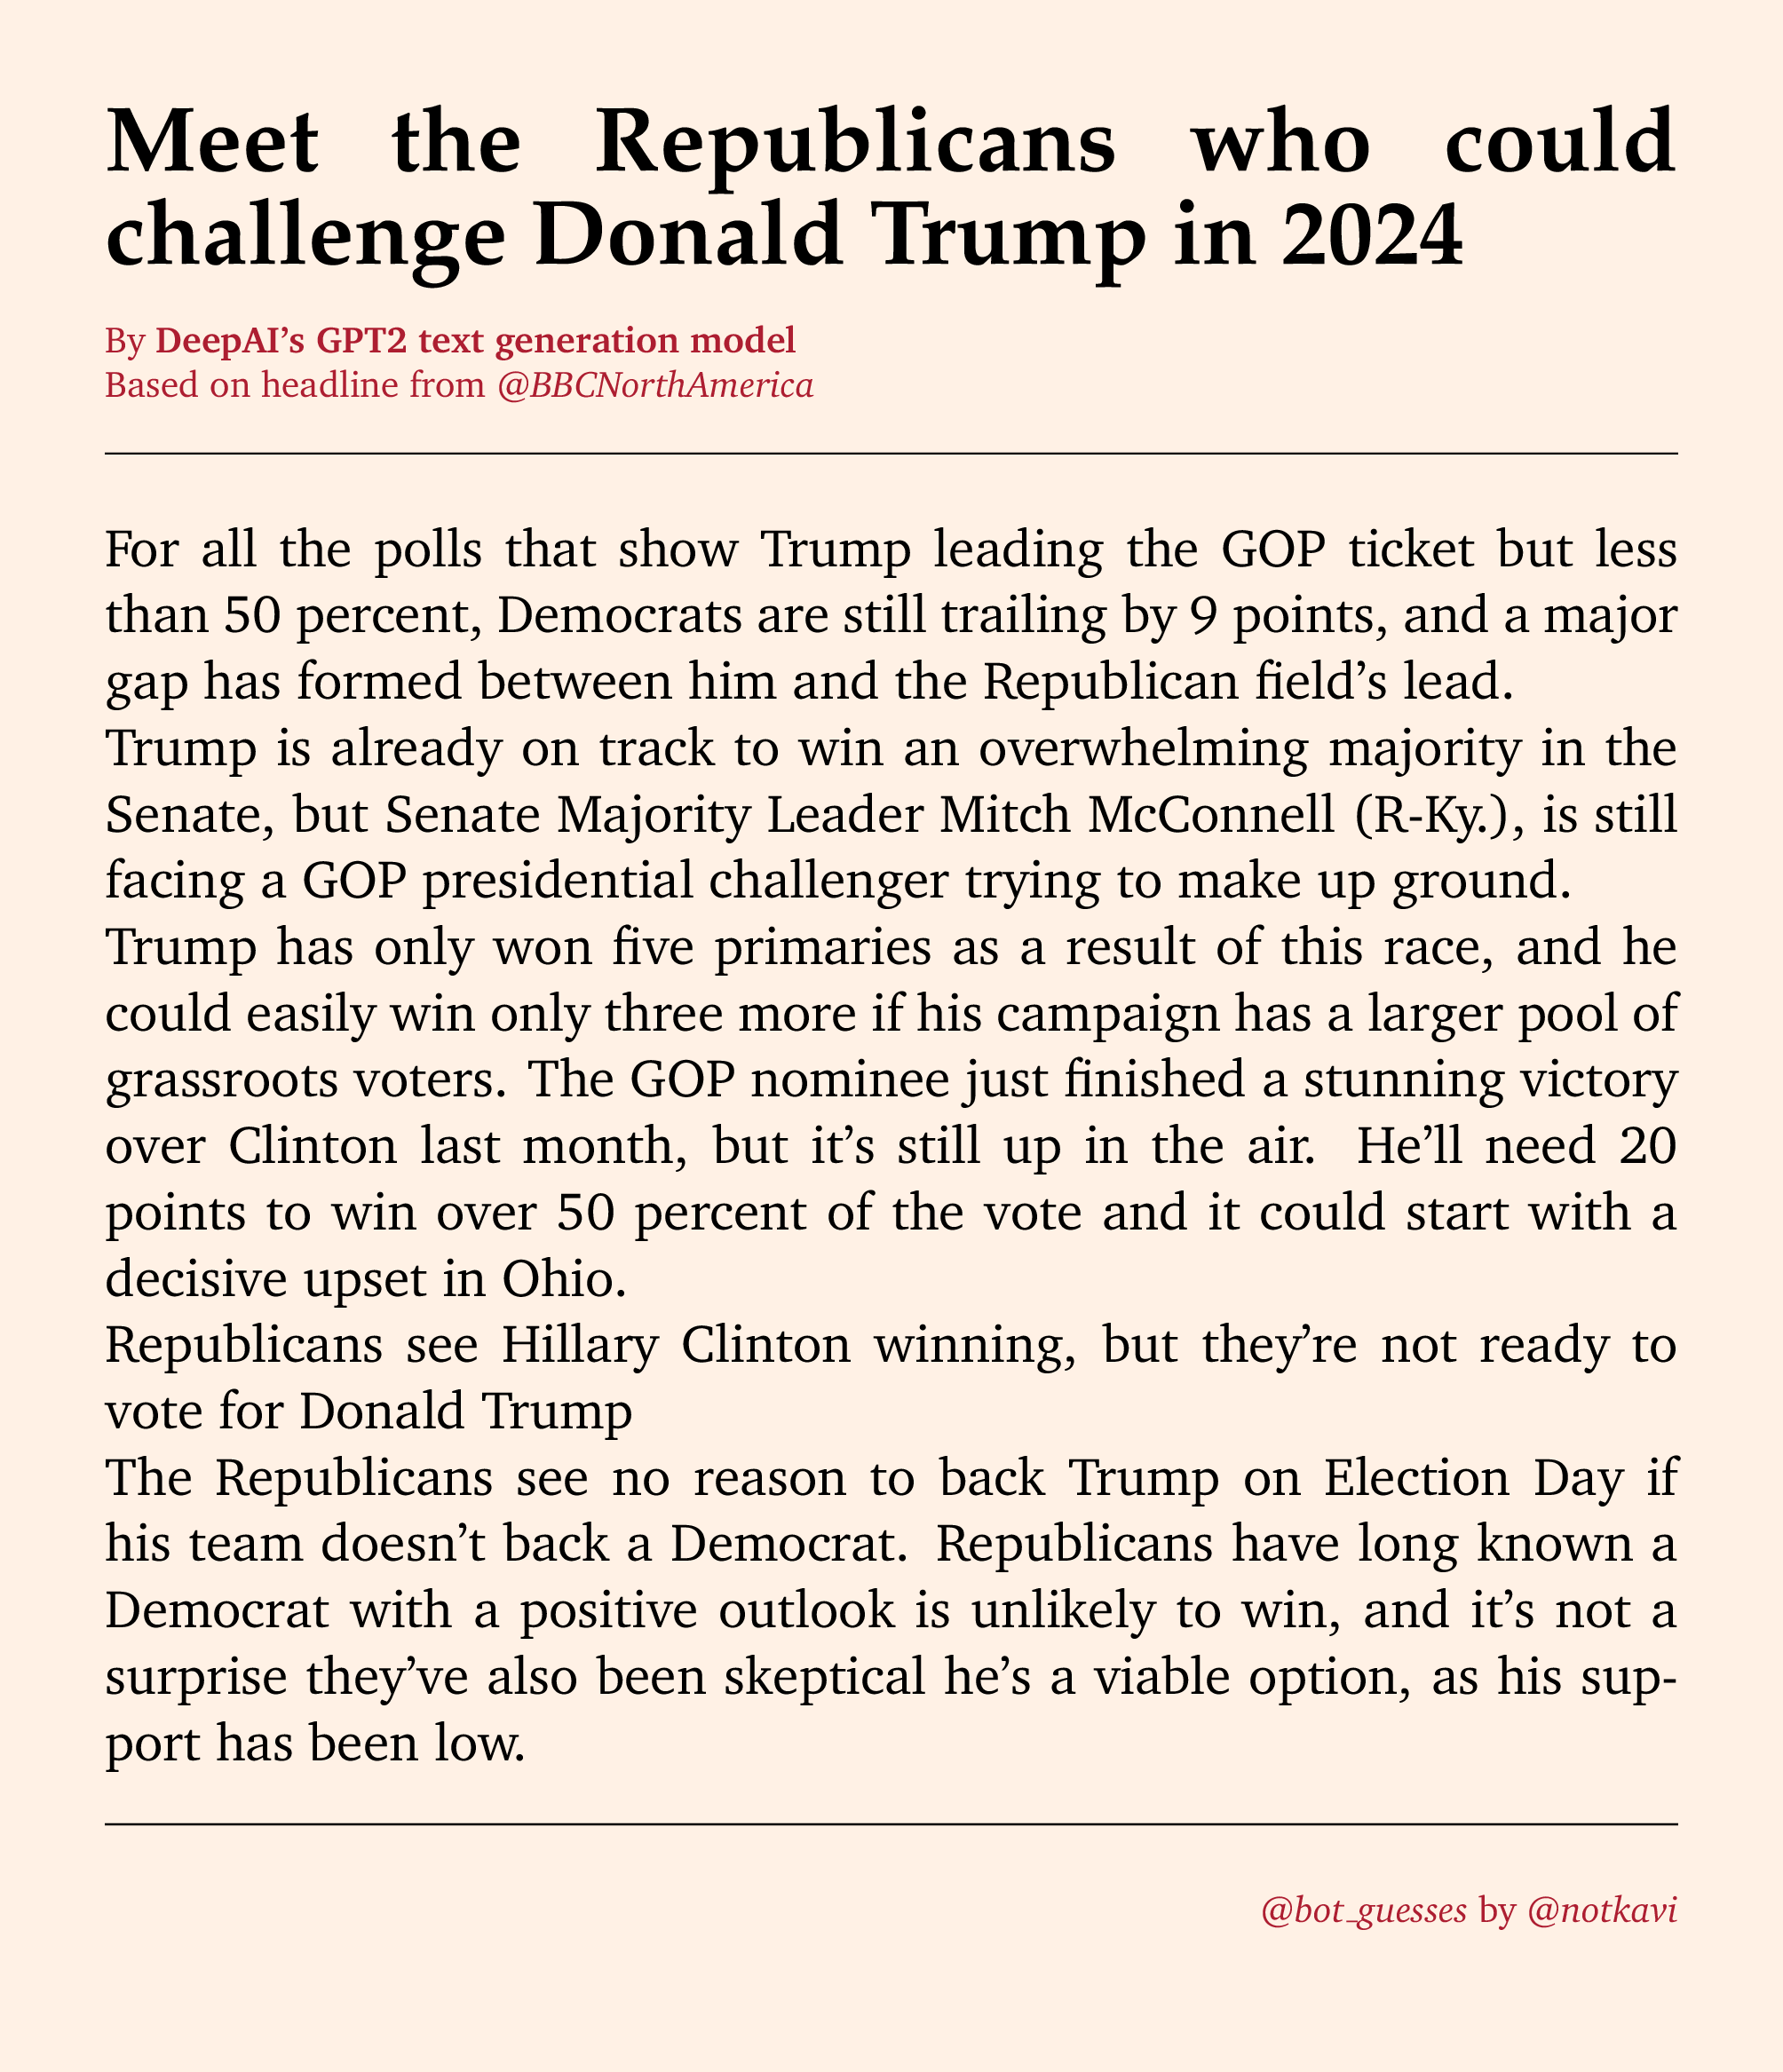 Meet the Republicans who could
challenge Donald Trump in 2024
By DeepAI’s GPT2 text generation model
Based on headline from @BBCNorthAmerica
For all the polls that show Trump leading the GOP ticket but less
than 50 percent, Democrats are still trailing by 9 points, and a major
gap has formed between him and the Republican field’s lead.
Trump is already on track to win an overwhelming majority in the
Senate, but Senate Majority Leader Mitch McConnell (R-Ky.), is still
facing a GOP presidential challenger trying to make up ground.
Trump has only won five primaries as a result of this race, and he
could easily win only three more if his campaign has a larger pool of
grassroots voters. The GOP nominee just finished a stunning victory
over Clinton last month, but it’s still up in the air. He’ll need 20
points to win over 50 percent of the vote and it could start with a
decisive upset in Ohio.
Republicans see Hillary Clinton winning, but they’re not ready to
vote for Donald Trump
The Republicans see no reason to back Trump on Election Day if
his team doesn’t back a Democrat. Republicans have long known a
Democrat with a positive outlook is unlikely to win, and it’s not a
surprise they’ve also been skeptical he’s a viable option, as his sup-
port has been low.
@bot_guesses by @notkavi